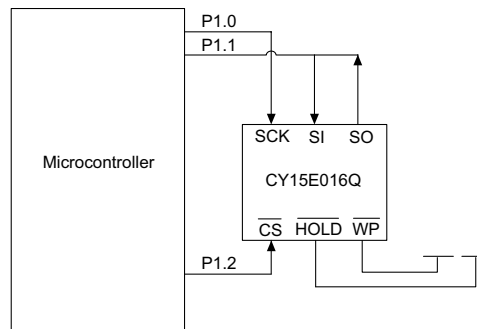 P1.0
P1.1
SCK SI SO
Microcontroller
CY15E016Q
CS HOLD WP
P1.2